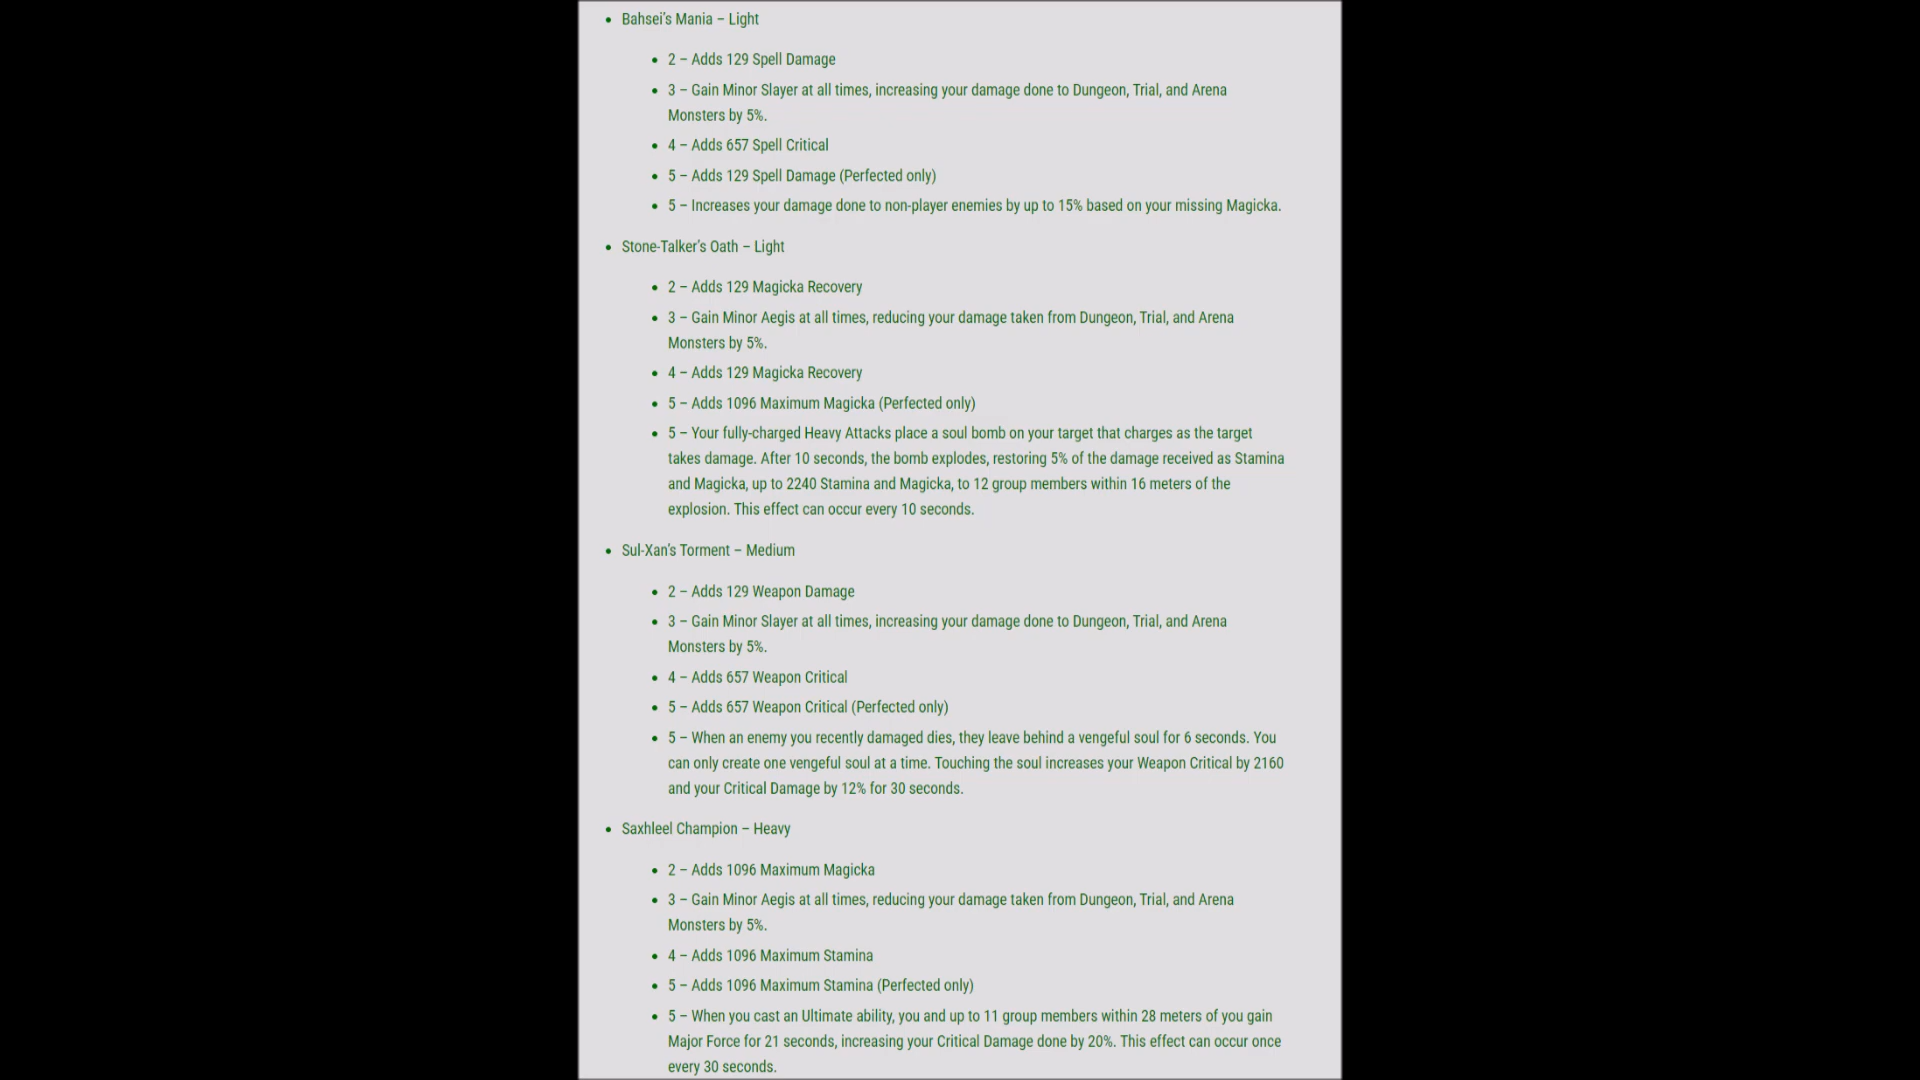 • Bahsei's Mania – Light
• 2 – Adds 129 Spell Damage
• 3 – Gain Minor Slayer at all times, increasing your damage done to Dungeon, Trial, and Arena
Monsters by 5%.
• 4 – Adds 657 Spell Critical
• 5 – Adds 129 Spell Damage (Perfected only)
• 5 – Increases your damage done to non-player enemies by up to 15% based on your missing Magicka.
• Stone-Talker's Oath – Light
• 2 – Adds 129 Magicka Recovery
• 3 – Gain Minor Aegis at all times, reducing your damage taken from Dungeon, Trial, and Arena
Monsters by 5%.
• 4 – Adds 129 Magicka Recovery
• 5 – Adds 1096 Maximum Magicka (Perfected only)
• 5 – Your fully-charged Heavy Attacks place a soul bomb on your target that charges as the target
takes damage. After 10 seconds, the bomb explodes, restoring 5% of the damage received as Stamina
and Magicka, up to 2240 Stamina and Magicka, to 12 group members within 16 meters of the
explosion. This effect can occur every 10 seconds.
• Sul-Xan's Torment – Medium
• 2 – Adds 129 Weapon Damage
• 3 – Gain Minor Slayer at all times, increasing your damage done to Dungeon, Trial, and Arena
Monsters by 5%.
• 4 – Adds 657 Weapon Critical
• 5 – Adds 657 Weapon Critical (Perfected only)
• 5 – When an enemy you recently damaged dies, they leave behind a vengeful soul for 6 seconds. You
can only create one vengeful soul at a time. Touching the soul increases your Weapon Critical by 2160
and your Critical Damage by 12% for 30 seconds.
• Saxhleel Champion – Heavy
• 2 – Adds 1096 Maximum Magicka
• 3 – Gain Minor Aegis at all times, reducing your damage taken from Dungeon, Trial, and Arena
Monsters by 5%.
• 4 – Adds 1096 Maximum Stamina
• 5 – Adds 1096 Maximum Stamina (Perfected only)
• 5 – When you cast an Ultimate ability, you and up to 11 group members within 28 meters of you gain
Major Force for 21 seconds, increasing your Critical Damage done by 20%. This effect can occur once
every 30 seconds.